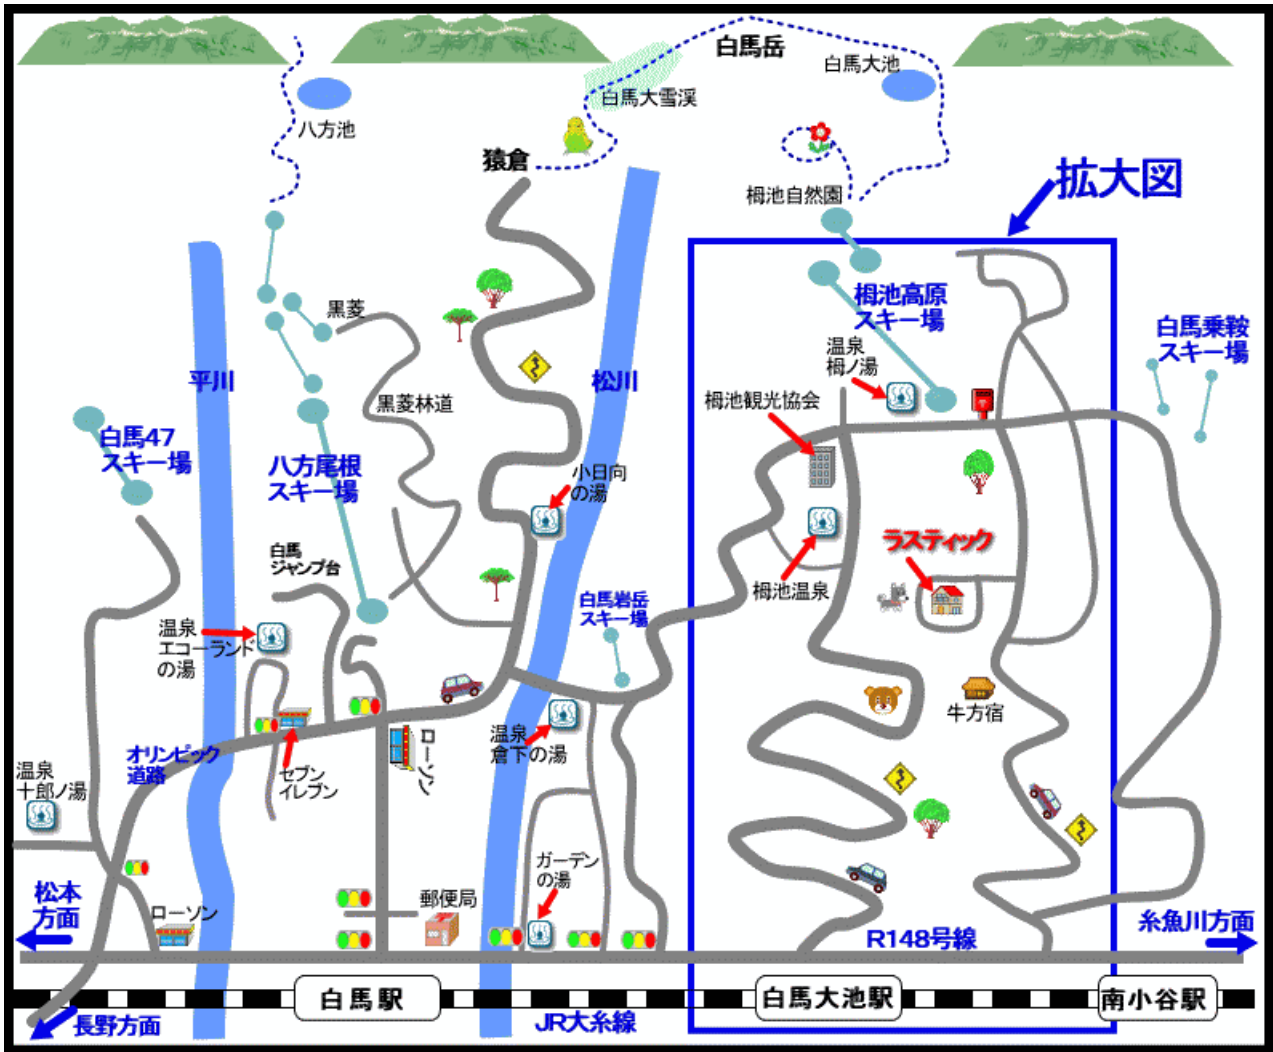 白馬岳
白馬大池
白馬大雪渓
八方池
猿倉
拡大図
栂池自然園
栂池高原
スキー場
黒菱
白馬乗鞍
スキー場
温泉
栂ノ湯
平川
松川
黒菱林道
栂池観光協会
白馬47
スキー場
八方尾根
スキー場
小日向
の湯
ラスティック
白馬
ジャンプ台
栂池温泉
白馬岩岳
スキー場
温泉
エコーランド
の湯
牛方宿
温泉
倉下の湯
ローソン
オリンピック
道路
セブン
イレブン
温泉
十郎ノ湯
ガーデン
の湯
松本
方面
郵便局
ローソン
R148号線
糸魚川方面
白馬駅
白馬大池駅
南小谷駅
長野方面
JR大糸線